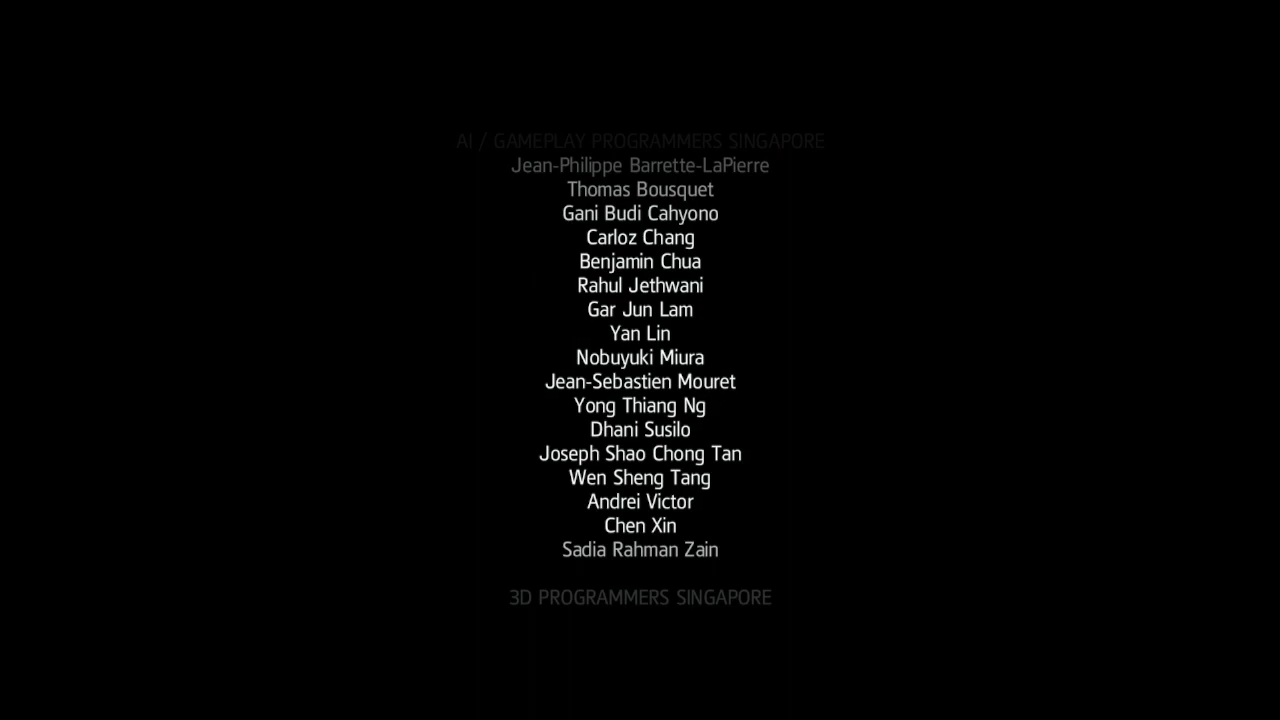 AI / GAMEPLAY PROGRAMMERS SINGAPORE
Jean-Philippe Barrette-LaPierre
Thomas Bousquet
Gani Budi Cahyono
Carloz Chang
Benjamin Chua
Rahul Jethwani
Gar Jun Lam
Yan Lin
Nobuyuki Miura
Jean-Sebastien Mouret
Yong Thiang Ng
Dhani Susilo
Joseph Shao Chong Tan
Wen Sheng Tang
Andrei Victor
Chen Xin
Sadia Rahman Zain
3D PROGRAMMERS SINGAPORE